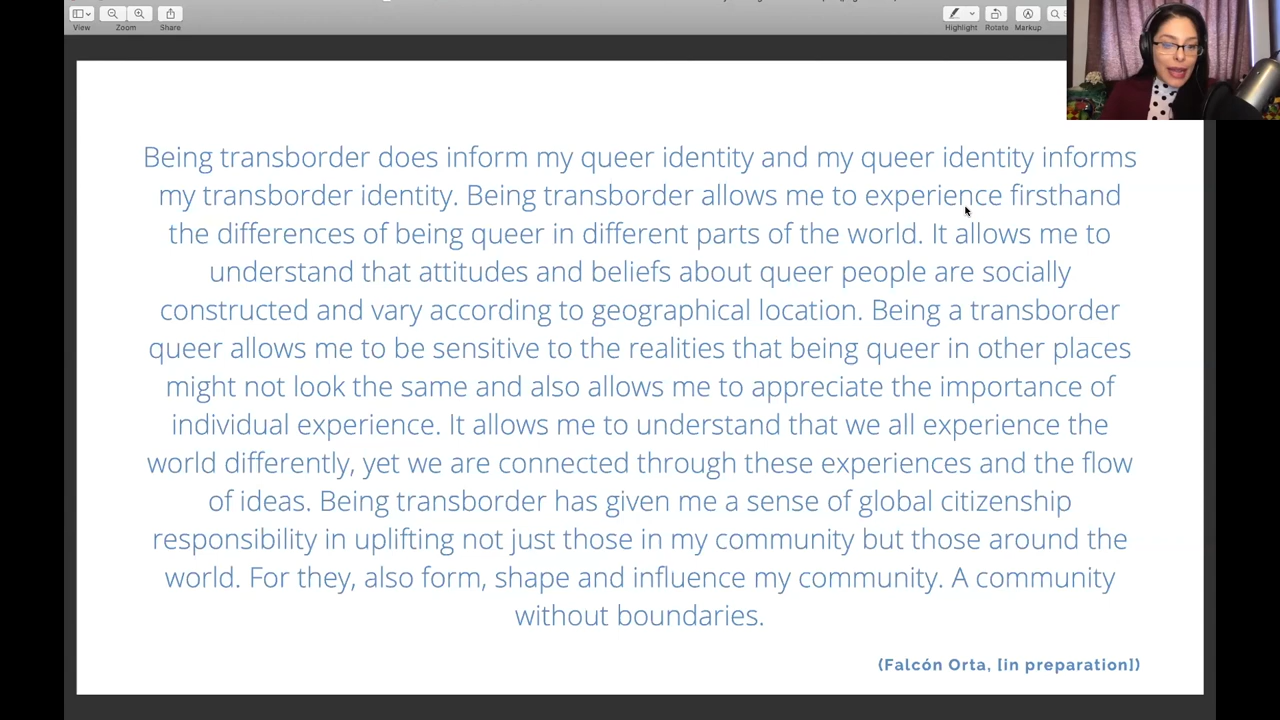 View
Zoom
Share
Highlight
Rotate
Markup
Being transborder does inform my queer identity and my queer identity informs
my transborder identity. Being transborder allows me to experience firsthand
the differences of being queer in different parts of the world. It allows me to
understand that attitudes and beliefs about queer people are socially
constructed and vary according to geographical location. Being a transborder
queer allows me to be sensitive to the realities that being queer in other places
might not look the same and also allows me to appreciate the importance of
individual experience. It allows me to understand that we all experience the
world differently, yet we are connected through these experiences and the flow
of ideas. Being transborder has given me a sense of global citizenship
responsibility in uplifting not just those in my community but those around the
world. For they, also form, shape and influence my community. A community
without boundaries.
(Falcón Orta, [in preparation])